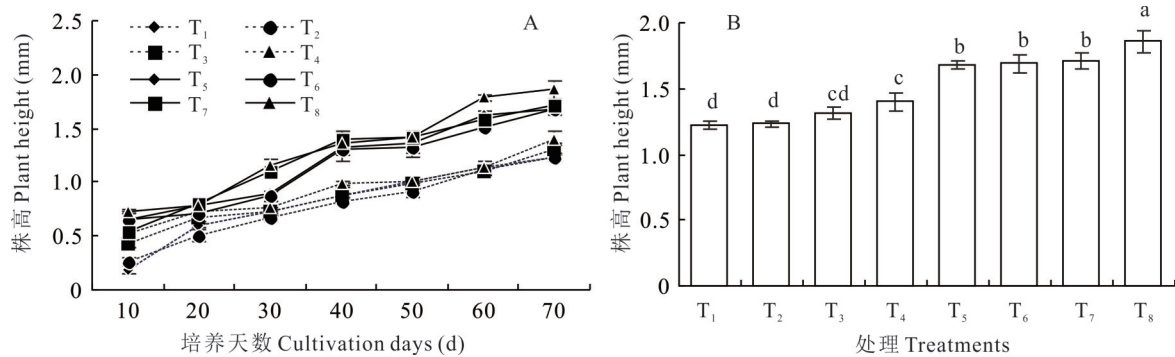 株高 Plant height (mm)
2.5
2.0
1.5
1.0
0.5
0
A
T₁ T₂
T₃ T₄
T₅ T₆
T₇ T₈
10 20 30 40 50 60 70
培养天数 Cultivation days (d)
株高 Plant height (mm)
2.0
1.5
1.0
0.5
0
B
d d cd c b b b a
T₁ T₂ T₃ T₄ T₅ T₆ T₇ T₈
处理 Treatments